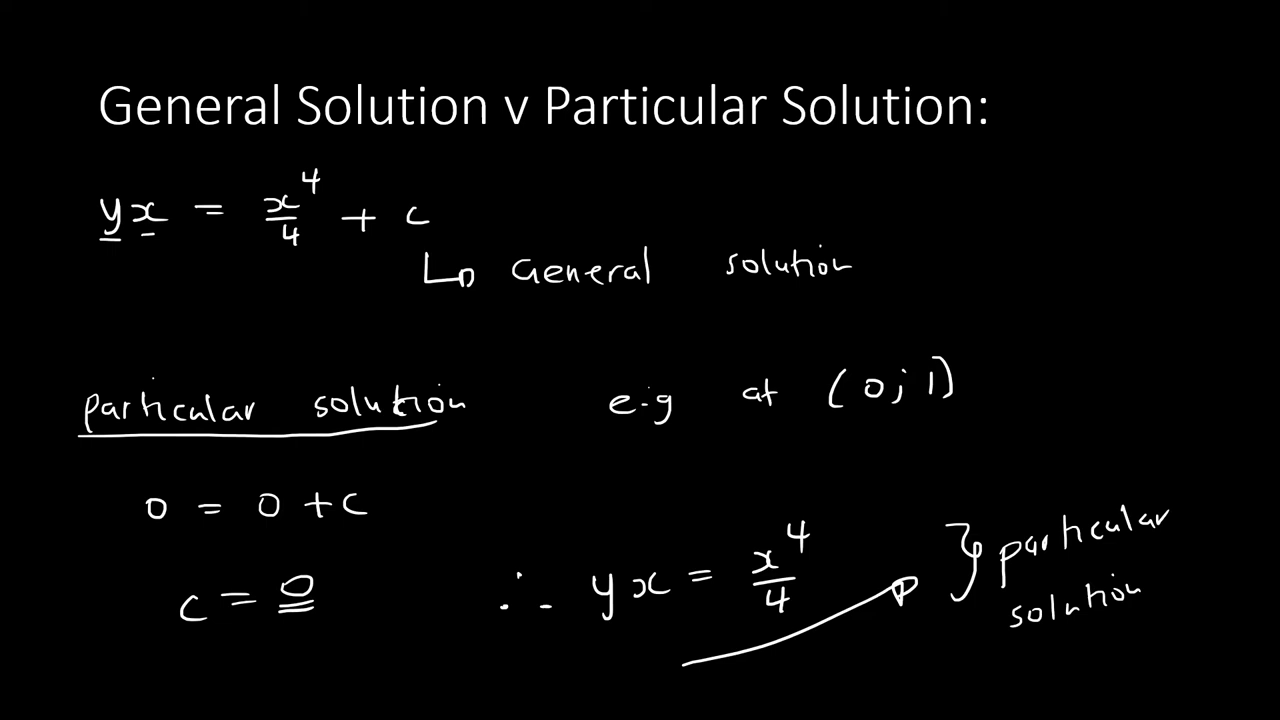 General Solution v Particular Solution:
yx = x⁴/4 + c
General solution
particular solution e.g at (0; 1)
0 = 0 + c
c = 0 ∴ yx = x⁴/4 } particular solution